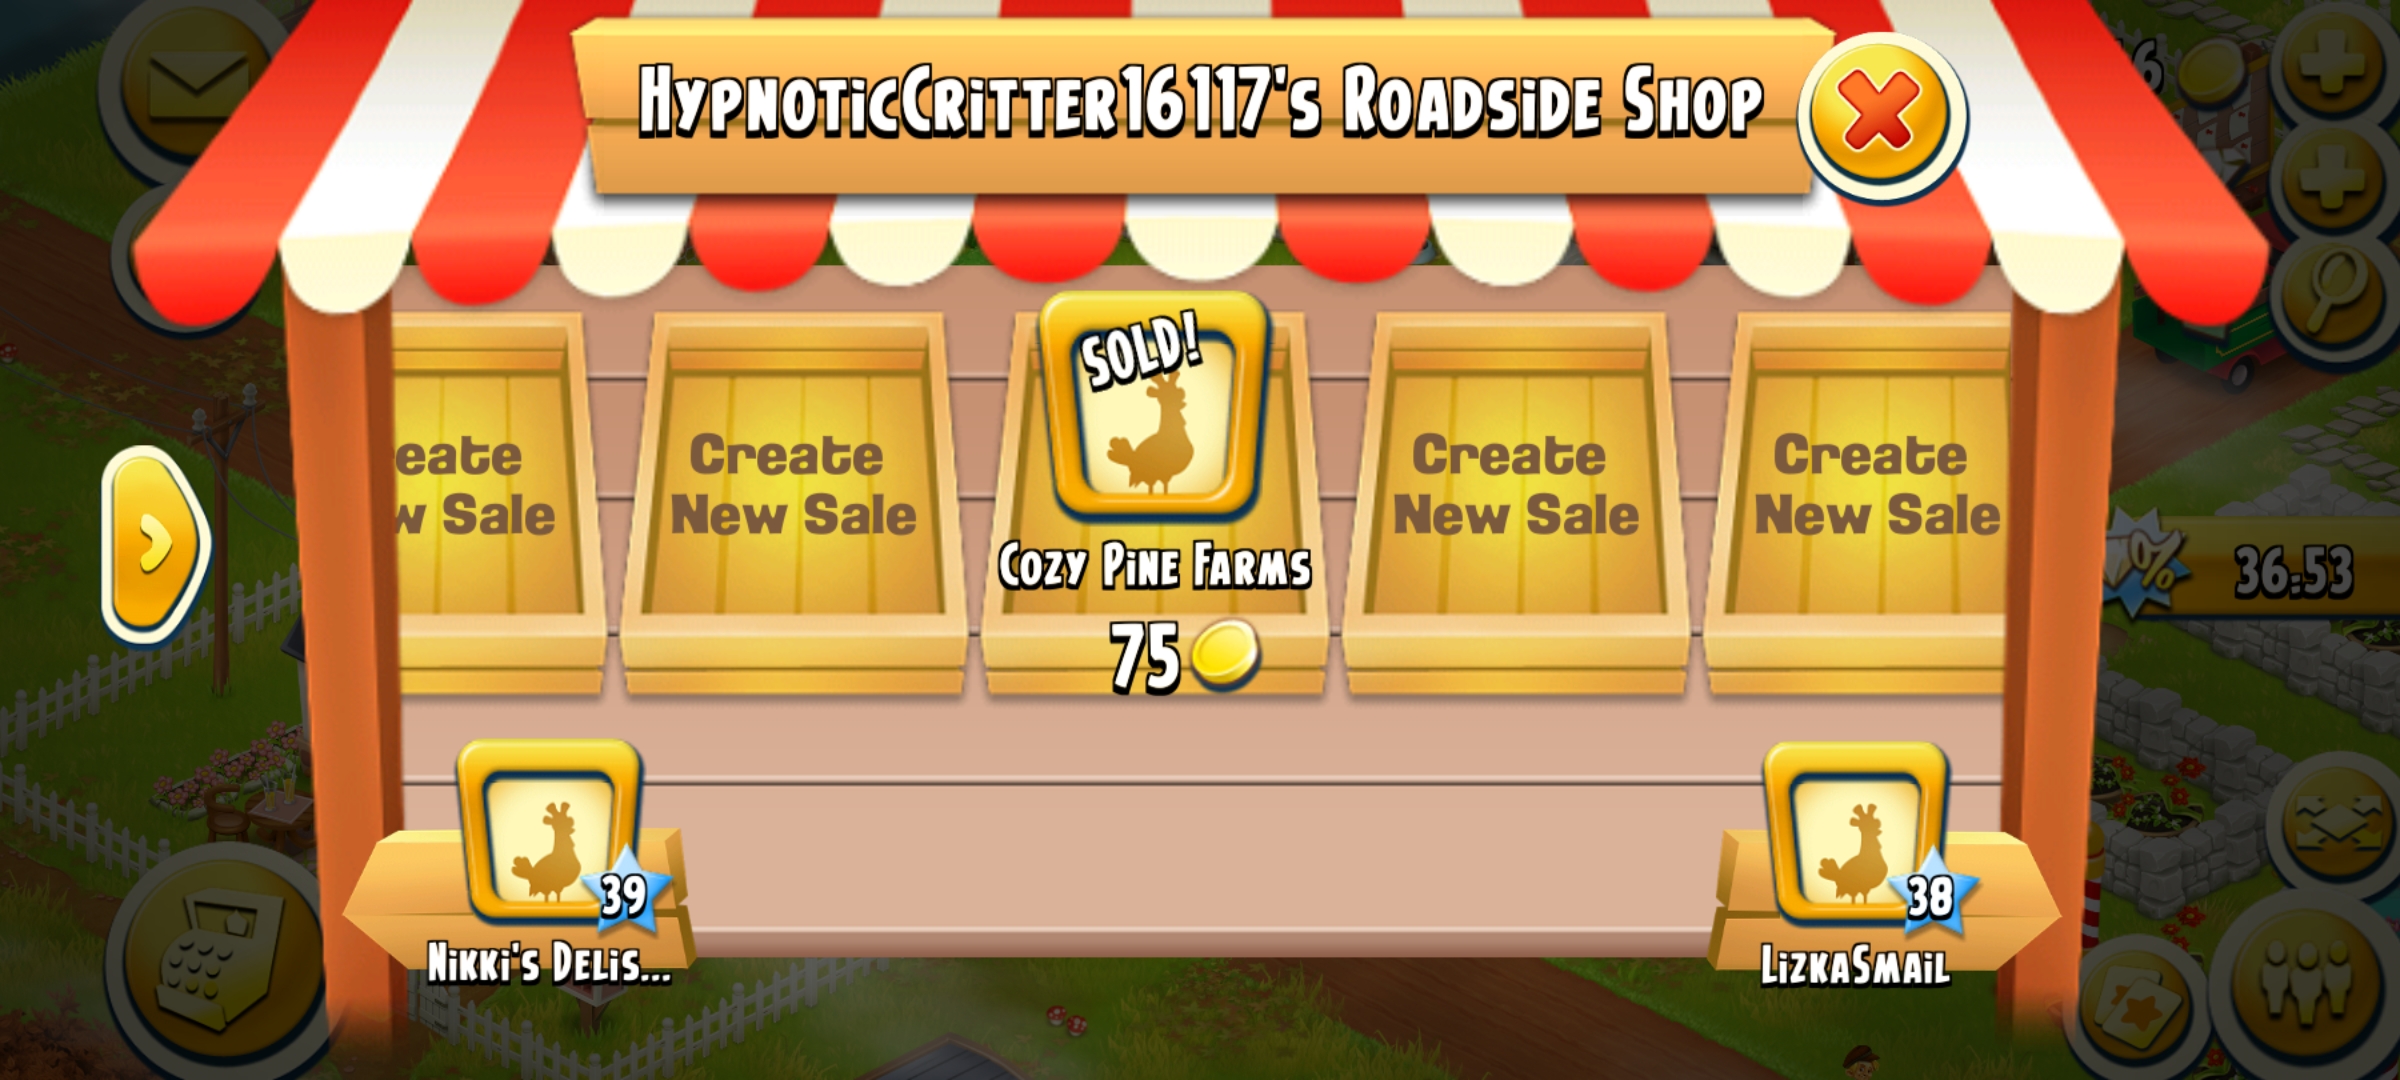 HypnoticCritter16117's Roadside Shop
6
eate
w Sale
Create
New Sale
SOLD!
Cozy Pine Farms
75
Create
New Sale
Create
New Sale
36:53
39
Nikki's Delis...
38
LizkaSmail